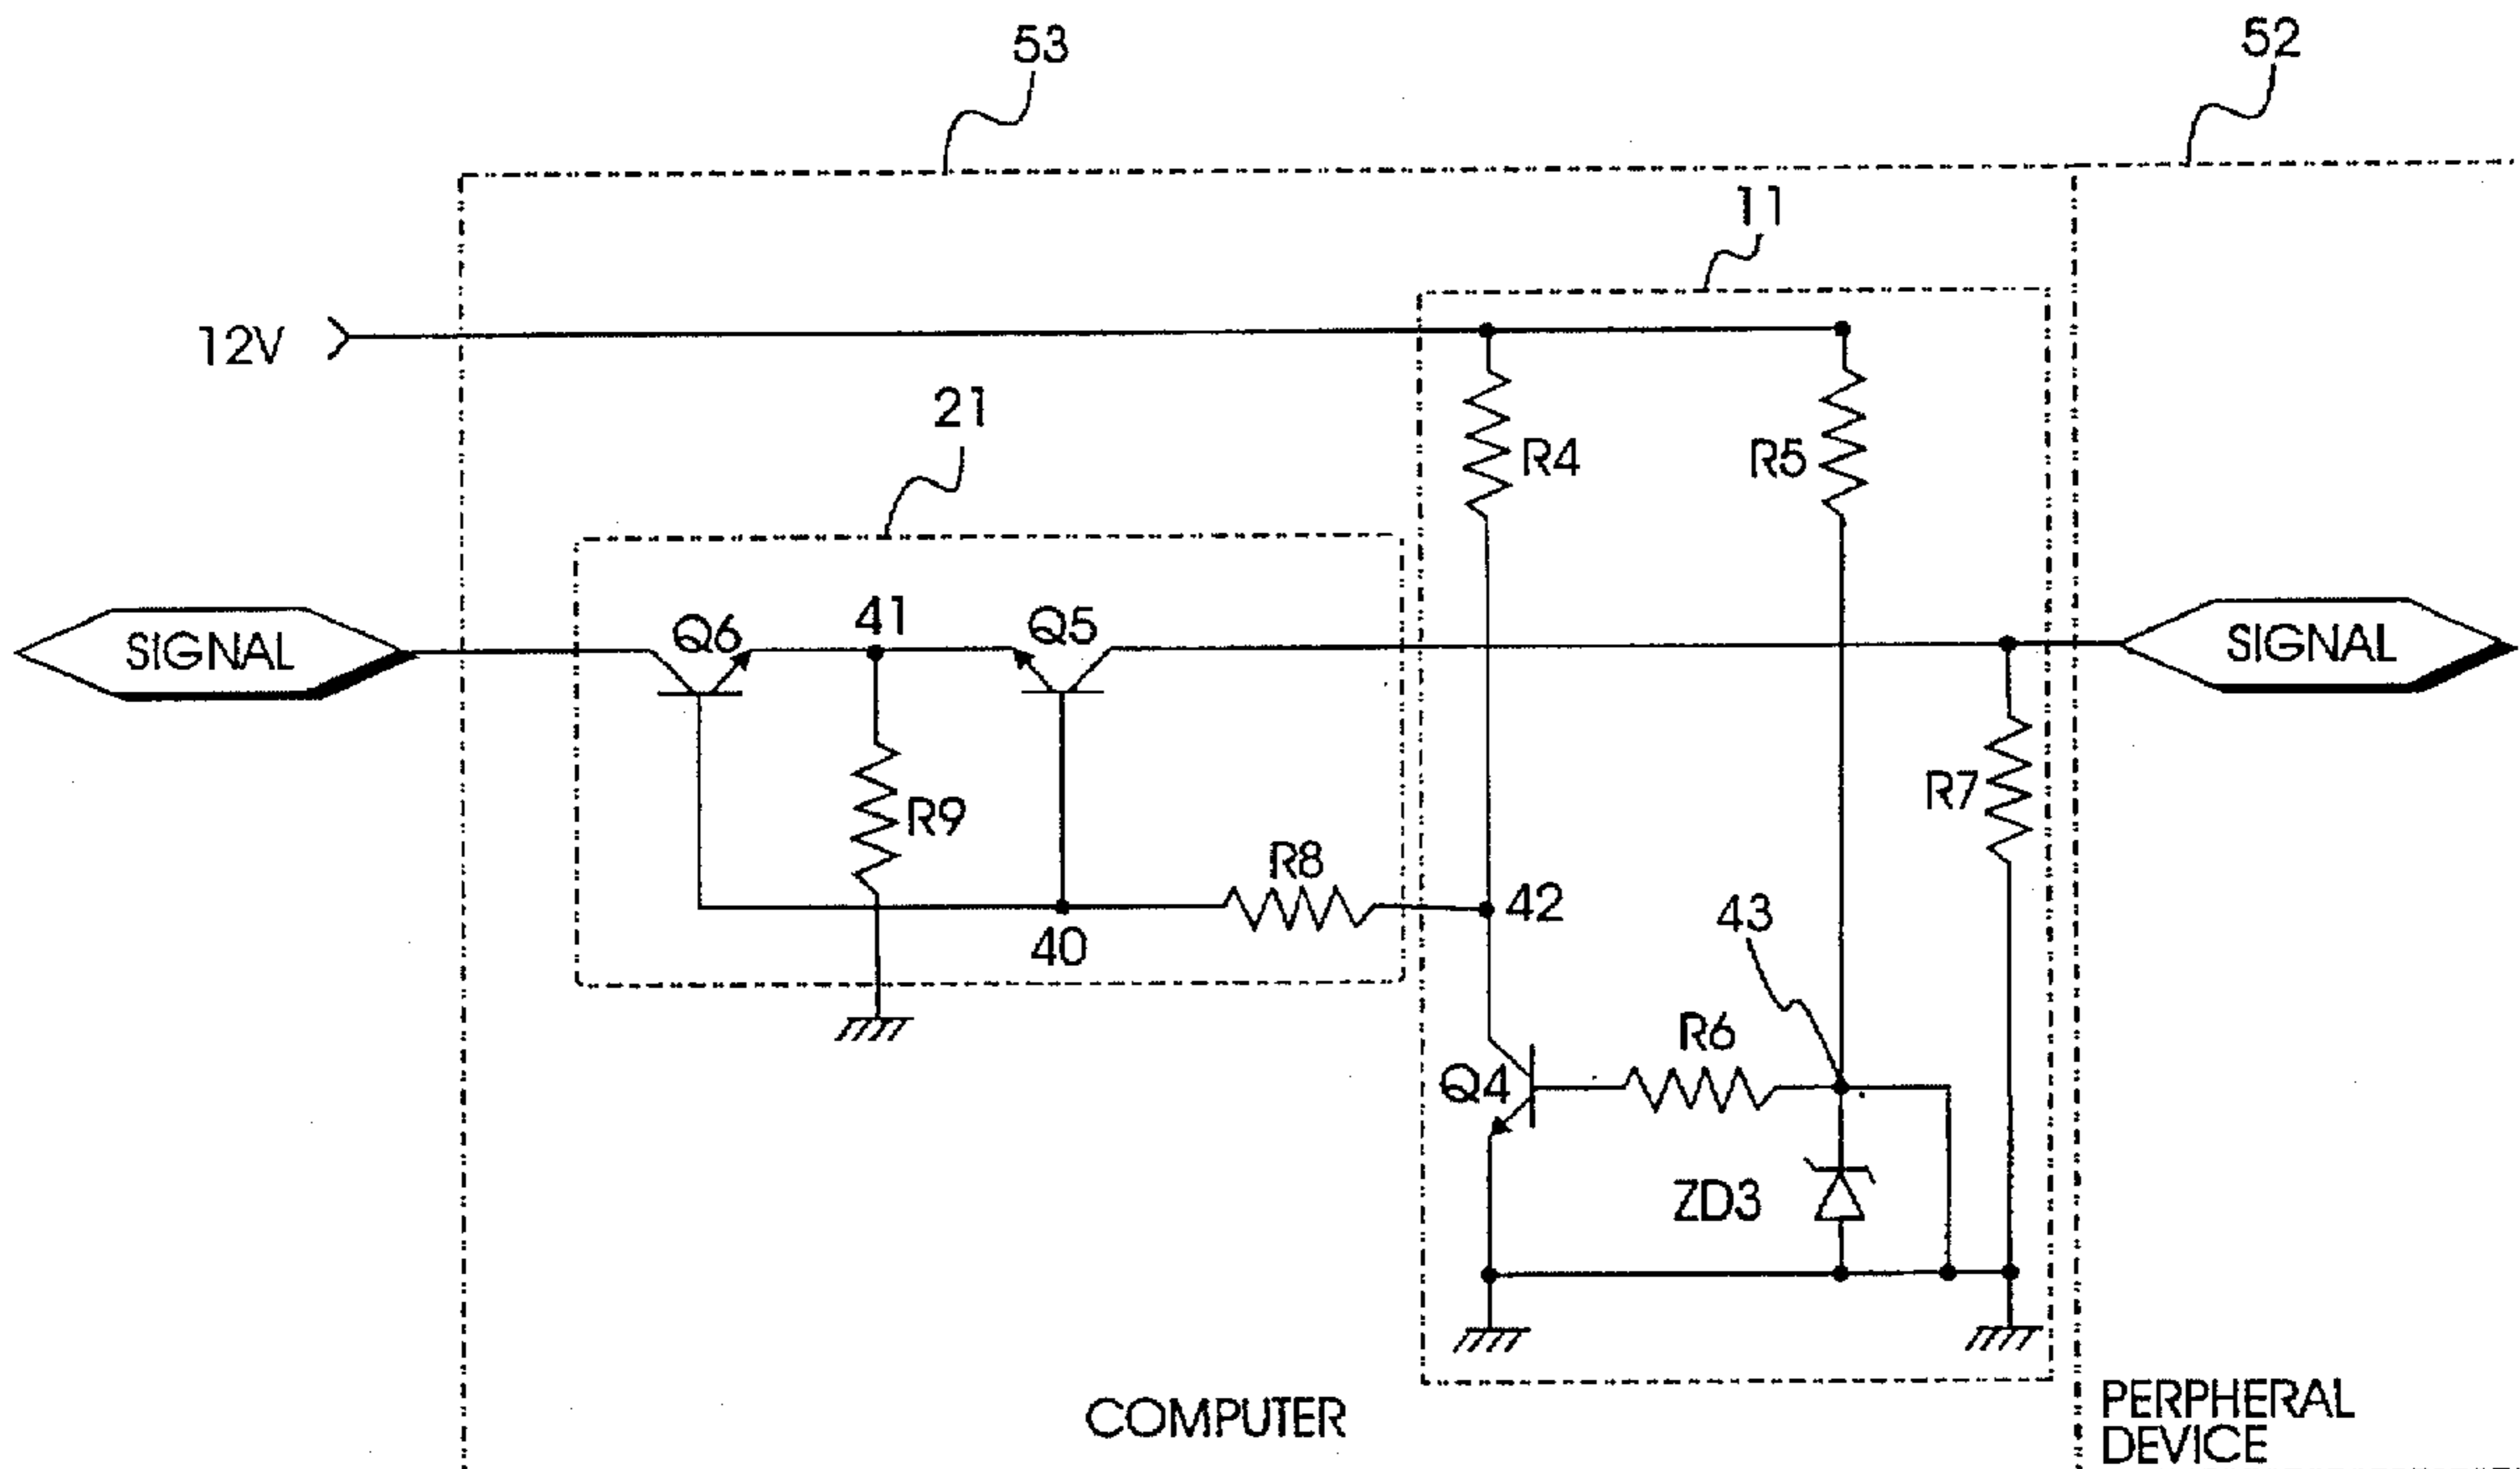 53
52
11
12V
21
R4
R5
SIGNAL
Q6
41
Q5
SIGNAL
R9
R7
R8
42
43
40
R6
Q4
ZD3
COMPUTER
PERPHERAL
DEVICE